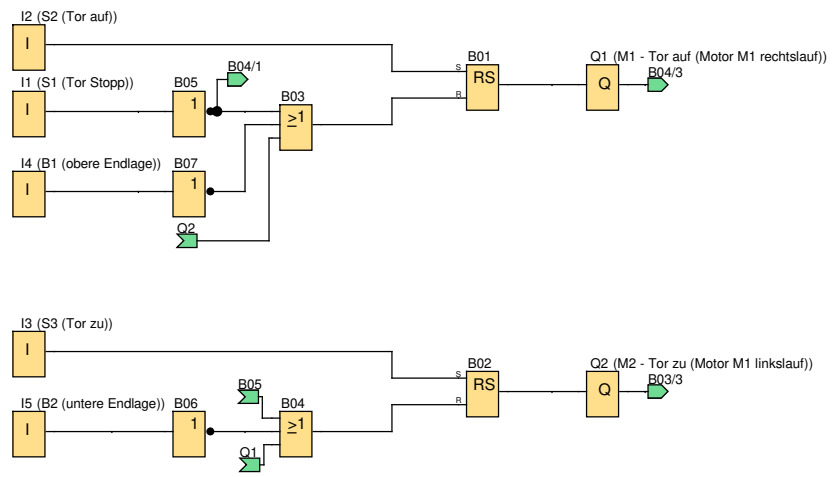 I2 (S2 (Tor auf))
I
B01
S
RS
R
Q1 (M1 - Tor auf (Motor M1 rechtslauf))
Q
B04/3
I1 (S1 (Tor Stopp))
I
B05
1
B04/1
B03
≥1
I4 (B1 (obere Endlage))
I
B07
1
Q2
I3 (S3 (Tor zu))
I
B02
S
RS
R
Q2 (M2 - Tor zu (Motor M1 linkslauf))
Q
B03/3
I5 (B2 (untere Endlage))
I
B06
1
B05
B04
≥1
Q1